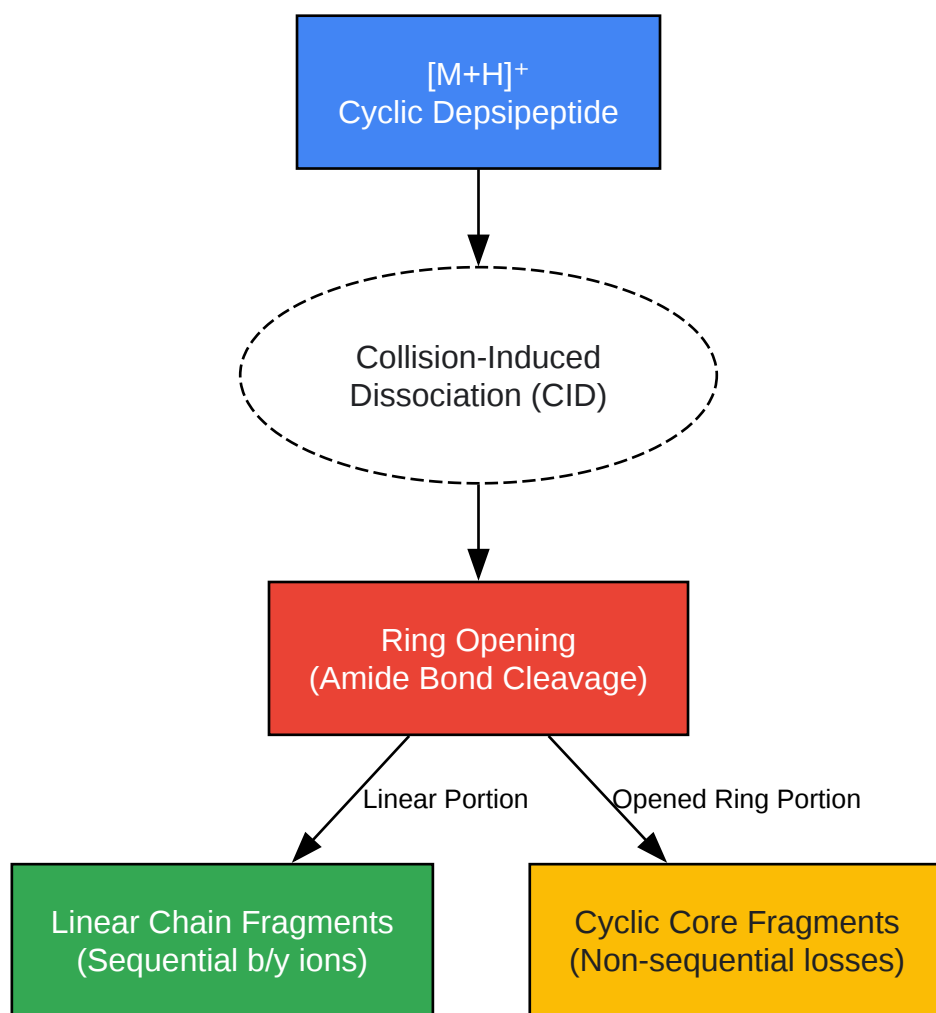 [M+H]⁺
Cyclic Depsipeptide
Collision-Induced
Dissociation (CID)
Ring Opening
(Amide Bond Cleavage)
Linear Portion
Opened Ring Portion
Linear Chain Fragments
(Sequential b/y ions)
Cyclic Core Fragments
(Non-sequential losses)